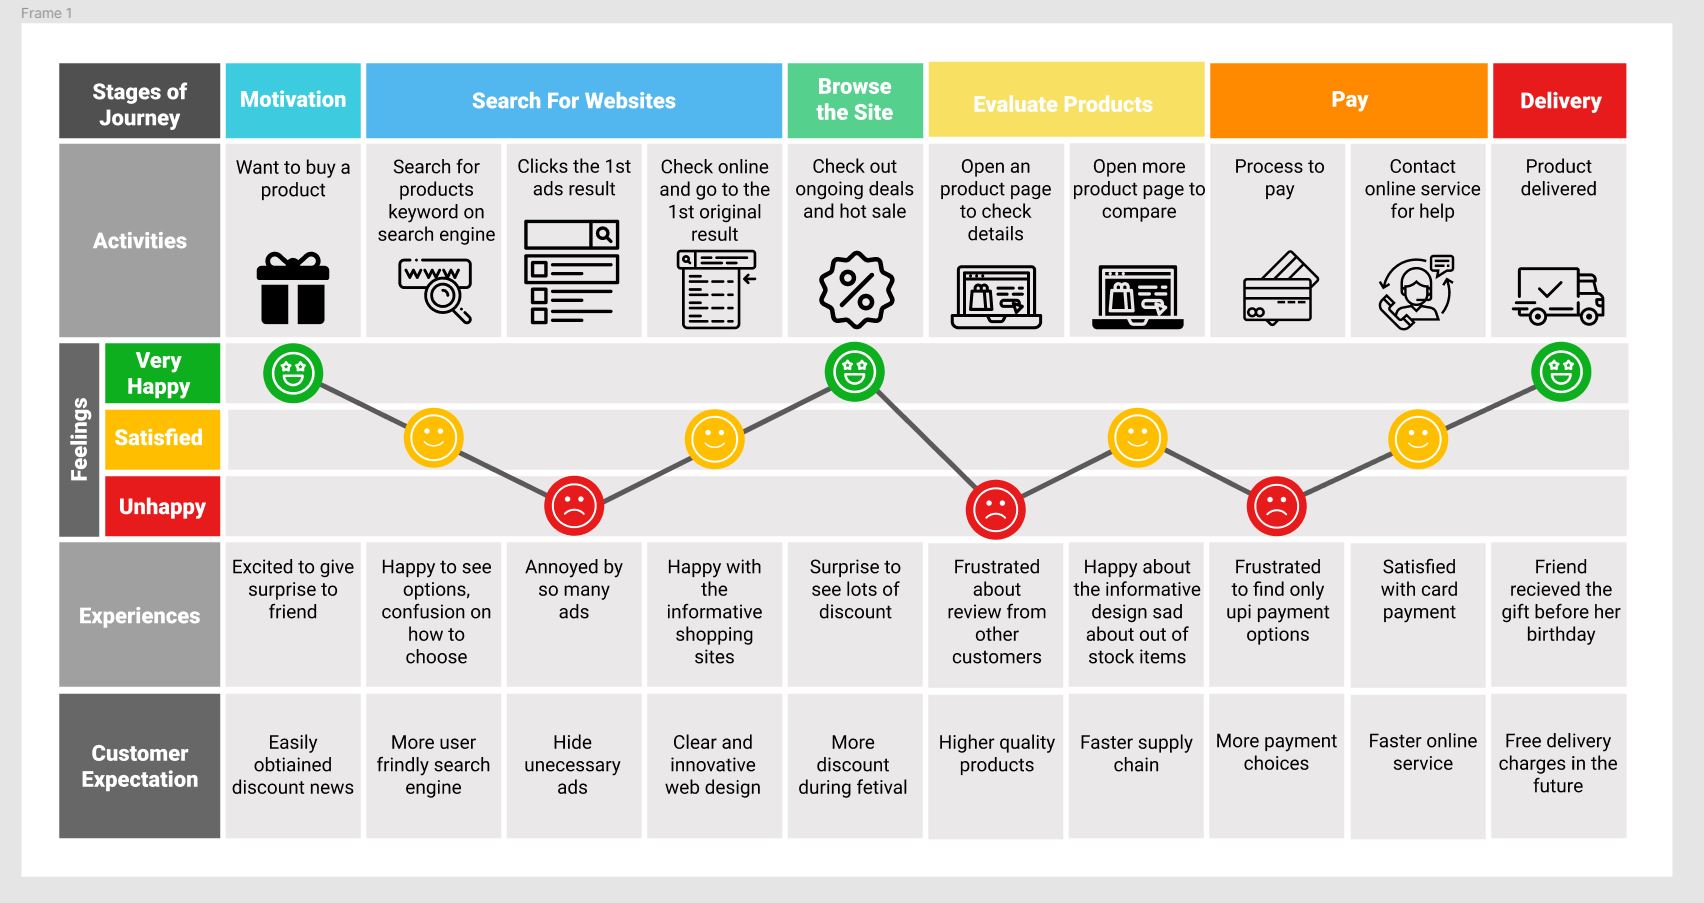 Frame 1
Stages of
Journey
Motivation
Search For Websites
Browse
the Site
Evaluate Products
Pay
Delivery
Activities
Want to buy a
product
Search for
products
keyword on
search engine
WWW
Clicks the 1st
ads result
Check online
and go to the
1st original
result
Check out
ongoing deals
and hot sale
%
Open an
product page
to check
details
Open more
product page to
compare
Process to
pay
Contact
online service
for help
Product
delivered
Feelings
Very
Happy
Satisfied
Unhappy
Experiences
Excited to give
surprise to
friend
Happy to see
options,
confusion on
how to
choose
Annoyed by
so many
ads
Happy with
the
informative
shopping
sites
Surprise to
see lots of
discount
Frustrated
about
review from
other
customers
Happy about
the informative
design sad
about out of
stock items
Frustrated
to find only
upi payment
options
Satisfied
with card
payment
Friend
recieved the
gift before her
birthday
Customer
Expectation
Easily
obtiained
discount news
More user
frindly search
engine
Hide
unecessary
ads
Clear and
innovative
web design
More
discount
during fetival
Higher quality
products
Faster supply
chain
More payment
choices
Faster online
service
Free delivery
charges in the
future